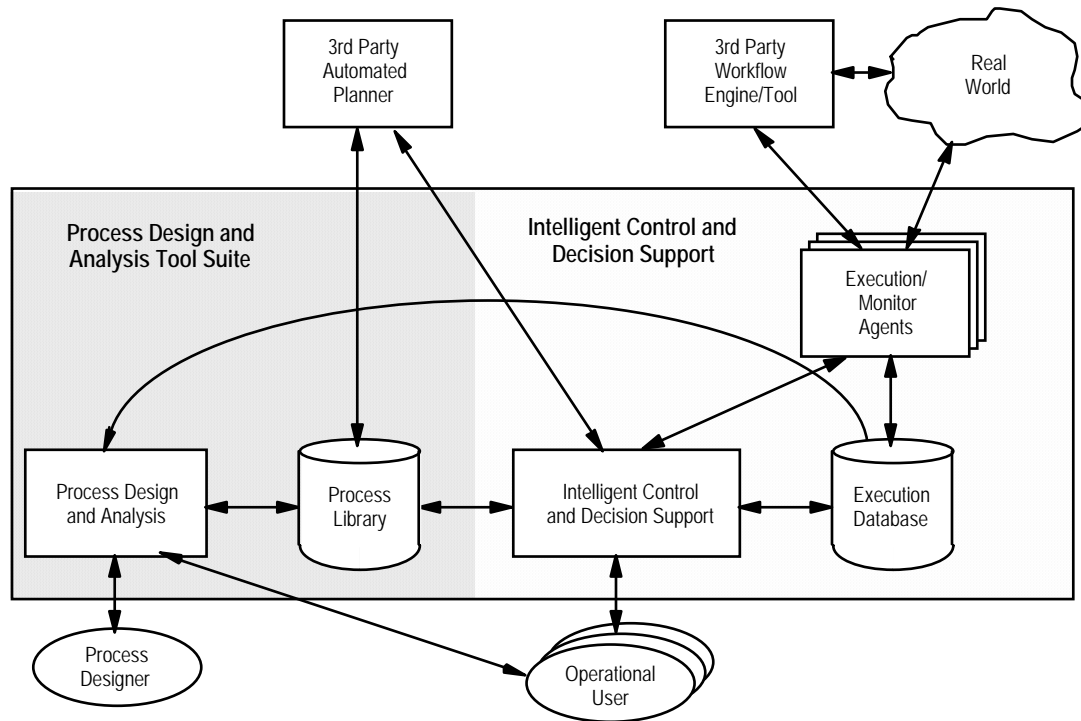 3rd Party
Automated
Planner
3rd Party
Workflow
Engine/Tool
Real
World
Process Design and
Analysis Tool Suite
Intelligent Control and
Decision Support
Execution/
Monitor
Agents
Process Design
and Analysis
Process
Library
Intelligent Control
and Decision Support
Execution
Database
Process
Designer
Operational
User